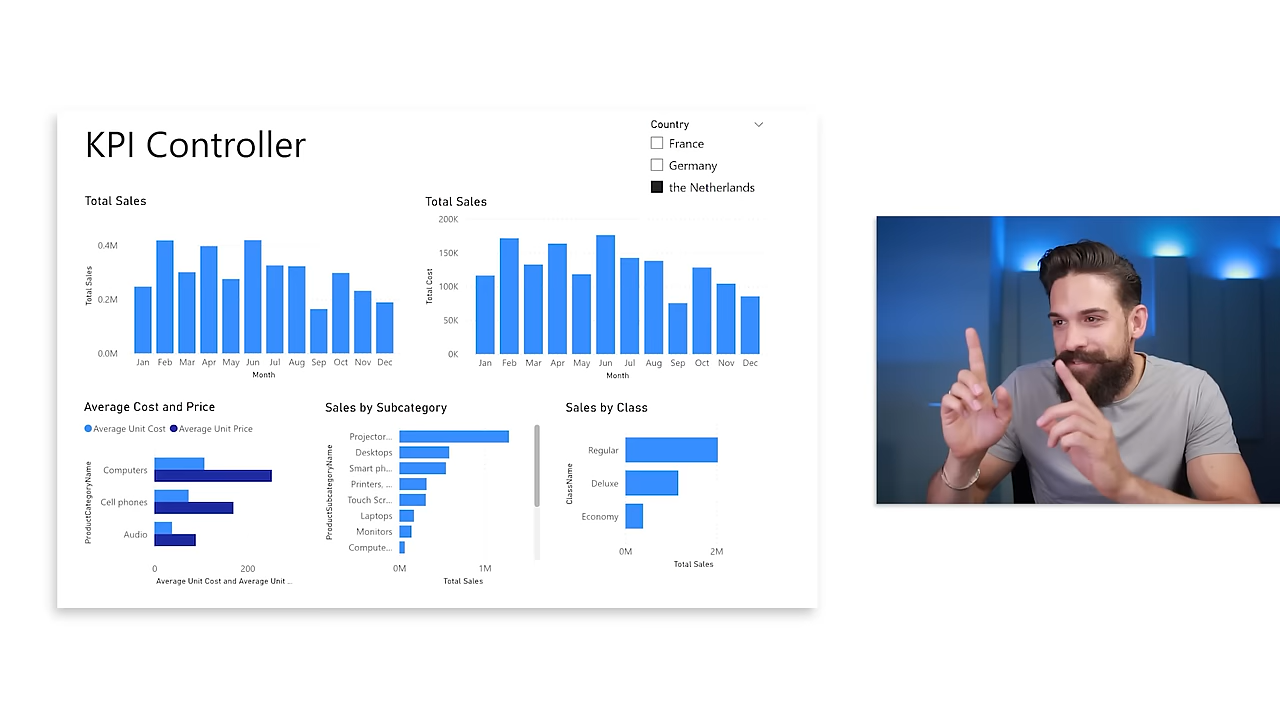 KPI Controller
Country
France
Germany
the Netherlands
Total Sales
0.4M
0.2M
0.0M
Total Sales
Jan Feb Mar Apr May Jun Jul Aug Sep Oct Nov Dec
Month
Total Sales
200K
150K
100K
50K
0K
Total Cost
Jan Feb Mar Apr May Jun Jul Aug Sep Oct Nov Dec
Month
Average Cost and Price
Average Unit Cost Average Unit Price
ProductCategoryName
Computers
Cell phones
Audio
0 200
Average Unit Cost and Average Unit ...
Sales by Subcategory
ProductSubcategoryName
Projector...
Desktops
Smart ph...
Printers, ...
Touch Scr...
Laptops
Monitors
Compute...
0M 1M
Total Sales
Sales by Class
ClassName
Regular
Deluxe
Economy
0M 2M
Total Sales